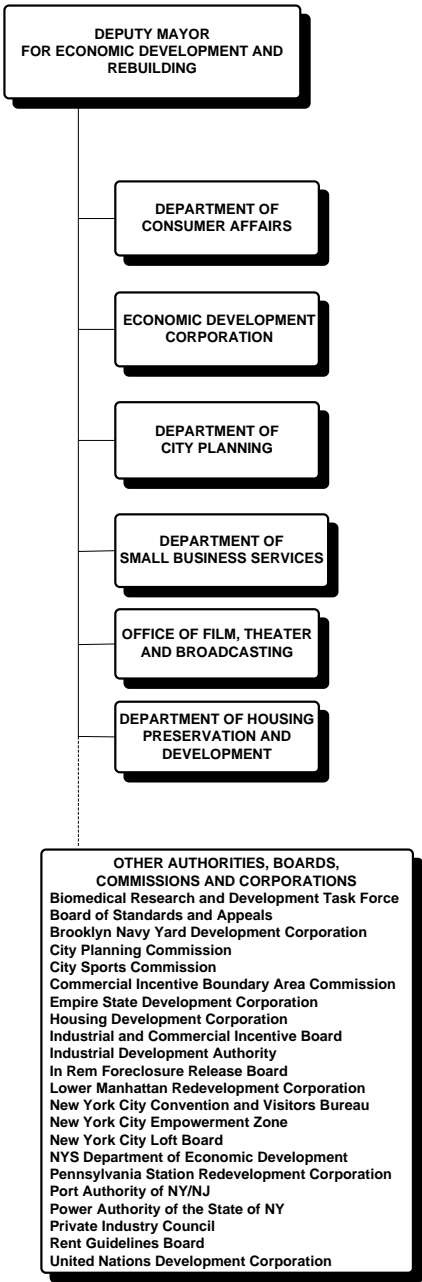 DEPUTY MAYOR
FOR ECONOMIC DEVELOPMENT AND
REBUILDING
DEPARTMENT OF
CONSUMER AFFAIRS
ECONOMIC DEVELOPMENT
CORPORATION
DEPARTMENT OF
CITY PLANNING
DEPARTMENT OF
SMALL BUSINESS SERVICES
OFFICE OF FILM, THEATER
AND BROADCASTING
DEPARTMENT OF HOUSING
PRESERVATION AND
DEVELOPMENT
OTHER AUTHORITIES, BOARDS,
COMMISSIONS AND CORPORATIONS
Biomedical Research and Development Task Force
Board of Standards and Appeals
Brooklyn Navy Yard Development Corporation
City Planning Commission
City Sports Commission
Commercial Incentive Boundary Area Commission
Empire State Development Corporation
Housing Development Corporation
Industrial and Commercial Incentive Board
Industrial Development Authority
In Rem Foreclosure Release Board
Lower Manhattan Redevelopment Corporation
New York City Convention and Visitors Bureau
New York City Empowerment Zone
New York City Loft Board
NYS Department of Economic Development
Pennsylvania Station Redevelopment Corporation
Port Authority of NY/NJ
Power Authority of the State of NY
Private Industry Council
Rent Guidelines Board
United Nations Development Corporation